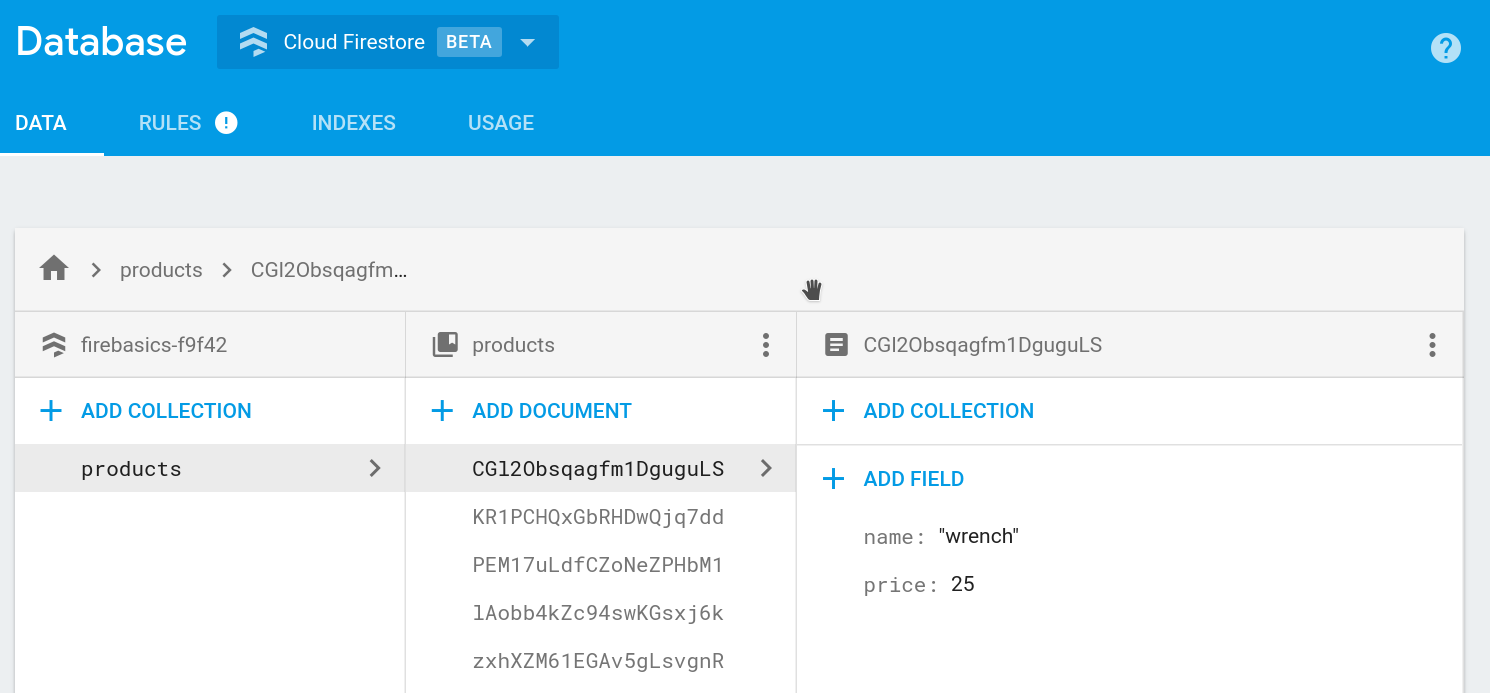 Database Cloud Firestore BETA ?
DATA RULES ! INDEXES USAGE
products CGl2Obsqagfm…
firebasics-f9f42 products CGl2Obsqagfm1DguguLS
ADD COLLECTION ADD DOCUMENT ADD COLLECTION
products CGl2Obsqagfm1DguguLS
ADD FIELD
KR1PCHQxGbRHDwQjq7dd
name: "wrench"
PEM17uLdfCZoNeZPHbM1
price: 25
lAobb4kZc94swKGsxj6k
zxhXZM61EGAv5gLsvgnR